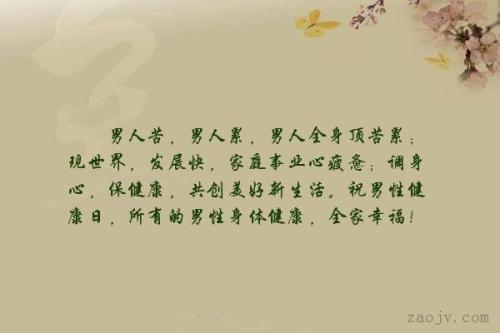 男人苦，男人累，男人全身顶苦累；
现世界，发展快，家庭事业心疲惫；调身
心，保健康，共创美好新生活。祝男性健
康日，所有的男性身体健康，全家幸福！
zaojv.com